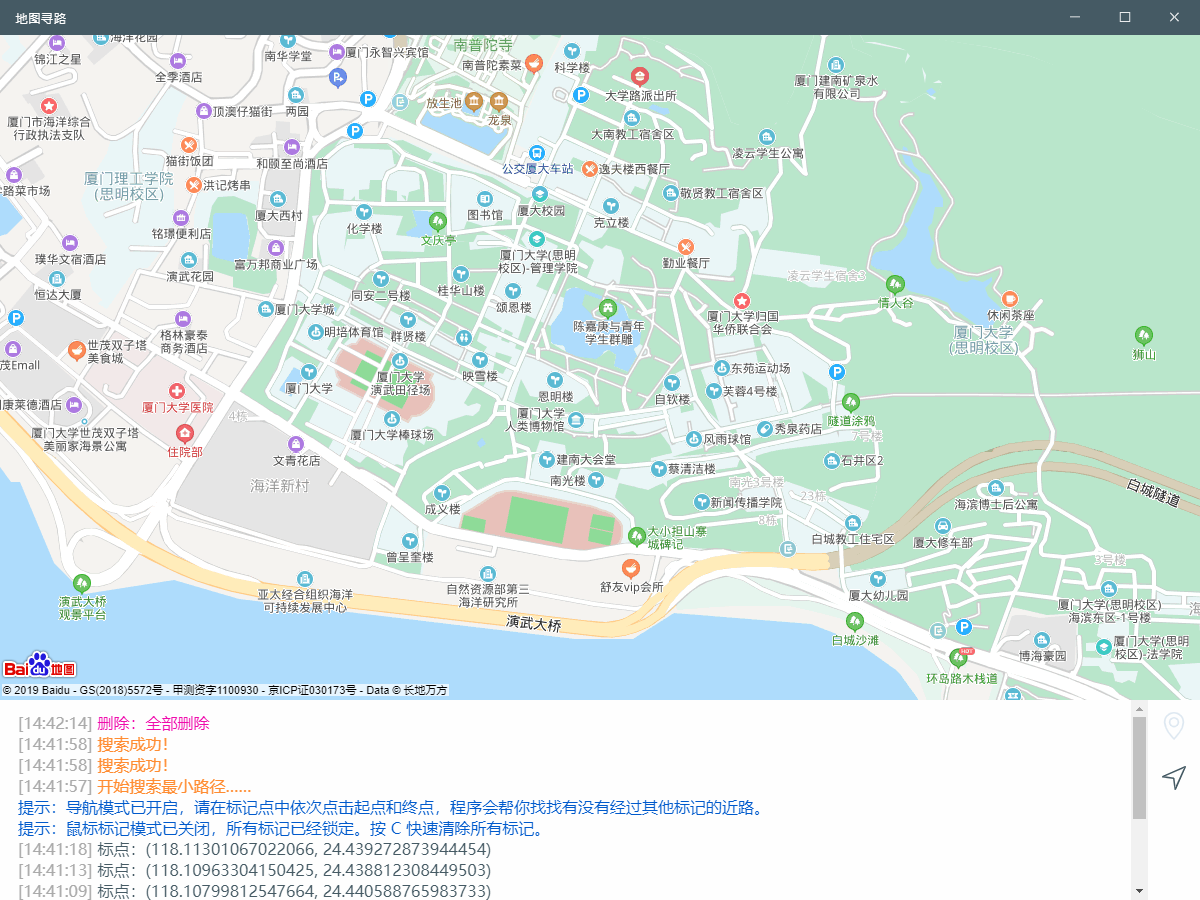 地图寻路
海洋花园
锦江之星
全季酒店
南华学堂
厦门永智兴宾馆
南普陀寺
南普陀素菜
科学楼
大学路派出所
厦门建南矿泉水
有限公司
厦门市海洋综合
行政执法支队
顶澳仔猫街
两园
放生池
龙泉
大南教工宿舍区
凌云学生公寓
猫街饭团
和颐至尚酒店
公交厦大车站
逸夫楼西餐厅
路菜市场
厦门理工学院
(思明校区)
洪记烤串
厦大西村
化学楼
文庆亭
图书馆
厦大校园
克立楼
敬贤教工宿舍区
铭璟便利店
璞华文宿酒店
演武花园
富万邦商业广场
厦门大学(思明
校区)-管理学院
勤业餐厅
凌云学生宿舍3
恒达大厦
同安二号楼
桂华山楼
颂恩楼
情人谷
休闲茶座
厦门大学城
明培体育馆
群贤楼
陈嘉庚与青年
学生群雕
厦门大学归国
华侨联合会
厦门大学
(思明校区)
狮山
格林豪泰
商务酒店
世茂双子塔
美食城
茂Emall
映雪楼
东苑运动场
厦门大学
厦门大学
演武田径场
恩明楼
自钦楼
芙蓉4号楼
康莱德酒店
厦门大学医院
4栋
厦门大学
人类博物馆
隧道涂鸦
7号楼
厦门大学世茂双子塔
美丽家海景公寓
住院部
厦门大学棒球场
风雨球馆
秀泉药店
文青花店
建南大会堂
蔡清洁楼
石井区2
海洋新村
南光楼
南光3号楼
23栋
白城隧道
海滨博士后公寓
成义楼
新闻传播学院
8栋
大小担山寨
城碑记
白城教工住宅区
厦大修车部
曾呈奎楼
3号楼
演武大桥
观景平台
亚太经合组织海洋
可持续发展中心
自然资源部第三
海洋研究所
舒友vip会所
厦大幼儿园
厦门大学(思明校区)
海滨东区-1号楼
演武大桥
白城沙滩
博海豪园
厦门大学(思明
校区)-法学院
HOT
环岛路木栈道
Bai du 地图
© 2019 Baidu - GS(2018)5572号 - 甲测资字1100930 - 京ICP证030173号 - Data © 长地万方
[14:42:14] 删除：全部删除
[14:41:58] 搜索成功！
[14:41:58] 搜索成功！
[14:41:57] 开始搜索最小路径......
提示：导航模式已开启，请在标记点中依次点击起点和终点，程序会帮你找找有没有经过其他标记的近路。
提示：鼠标标记模式已关闭，所有标记已经锁定。按 C 快速清除所有标记。
[14:41:18] 标点：(118.11301067022066, 24.439272873944454)
[14:41:13] 标点：(118.10963304150425, 24.438812308449503)
[14:41:09] 标点：(118.10799812547664, 24.440588765983733)